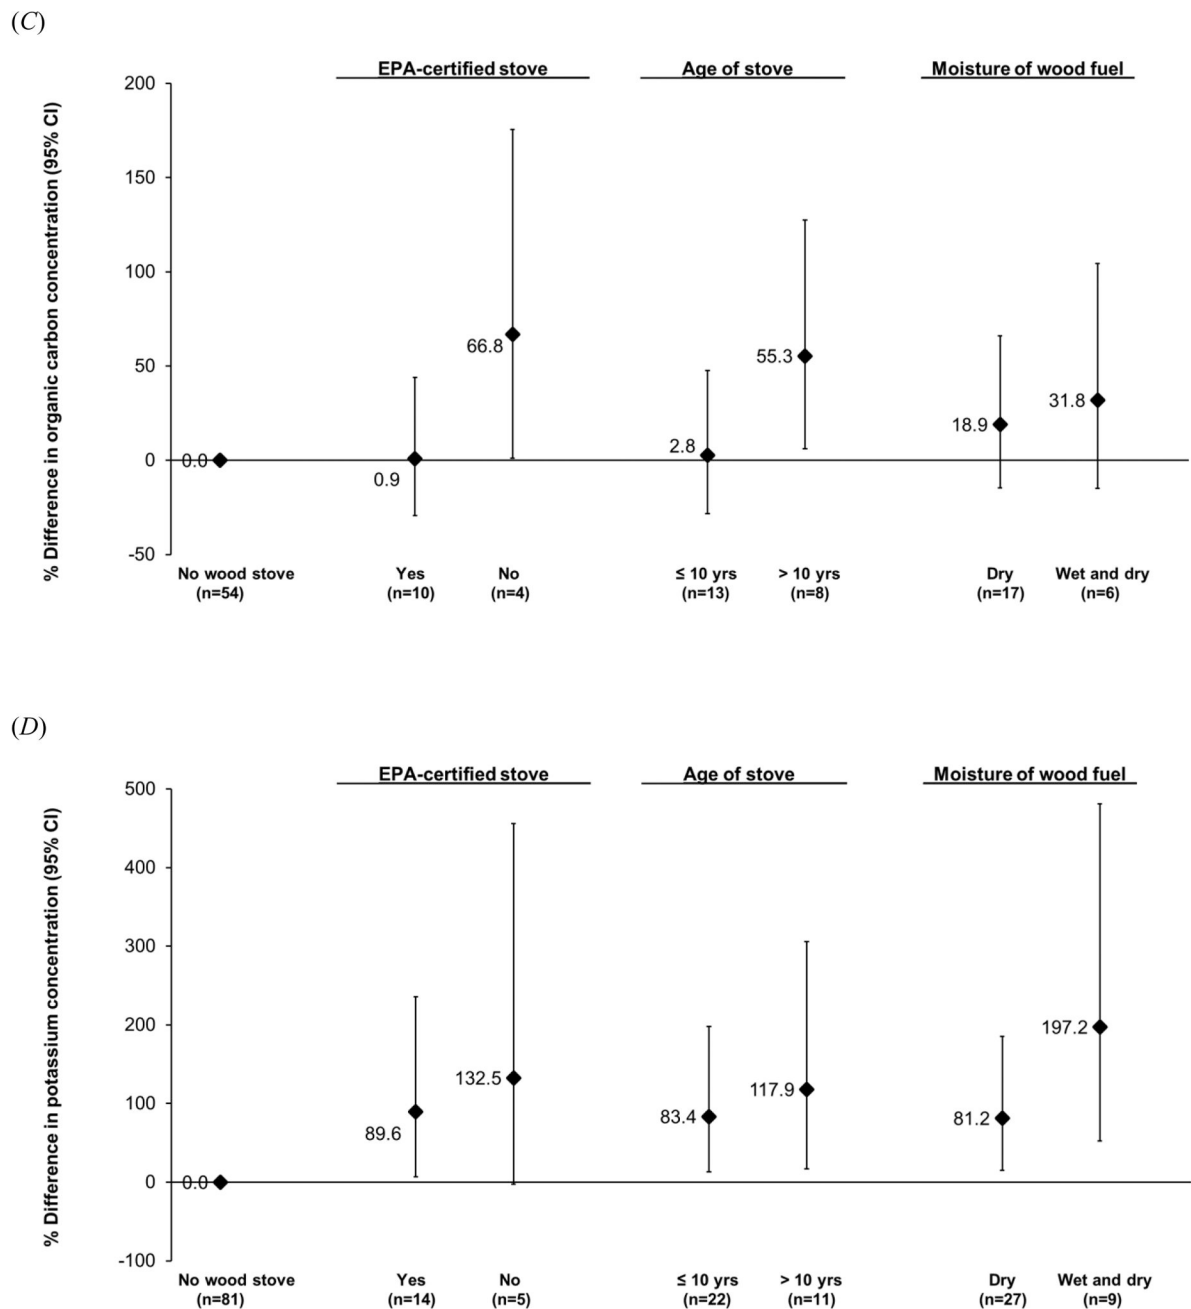 (C)
EPA-certified stove Age of stove Moisture of wood fuel
% Difference in organic carbon concentration (95% CI)
200
150
100
50
0
-50
0.0
0.9
66.8
2.8
55.3
18.9
31.8
No wood stove Yes No ≤ 10 yrs > 10 yrs Dry Wet and dry
(n=54) (n=10) (n=4) (n=13) (n=8) (n=17) (n=6)
(D)
EPA-certified stove Age of stove Moisture of wood fuel
% Difference in potassium concentration (95% CI)
500
400
300
200
100
0
-100
0.0
89.6
132.5
83.4
117.9
81.2
197.2
No wood stove Yes No ≤ 10 yrs > 10 yrs Dry Wet and dry
(n=81) (n=14) (n=5) (n=22) (n=11) (n=27) (n=9)